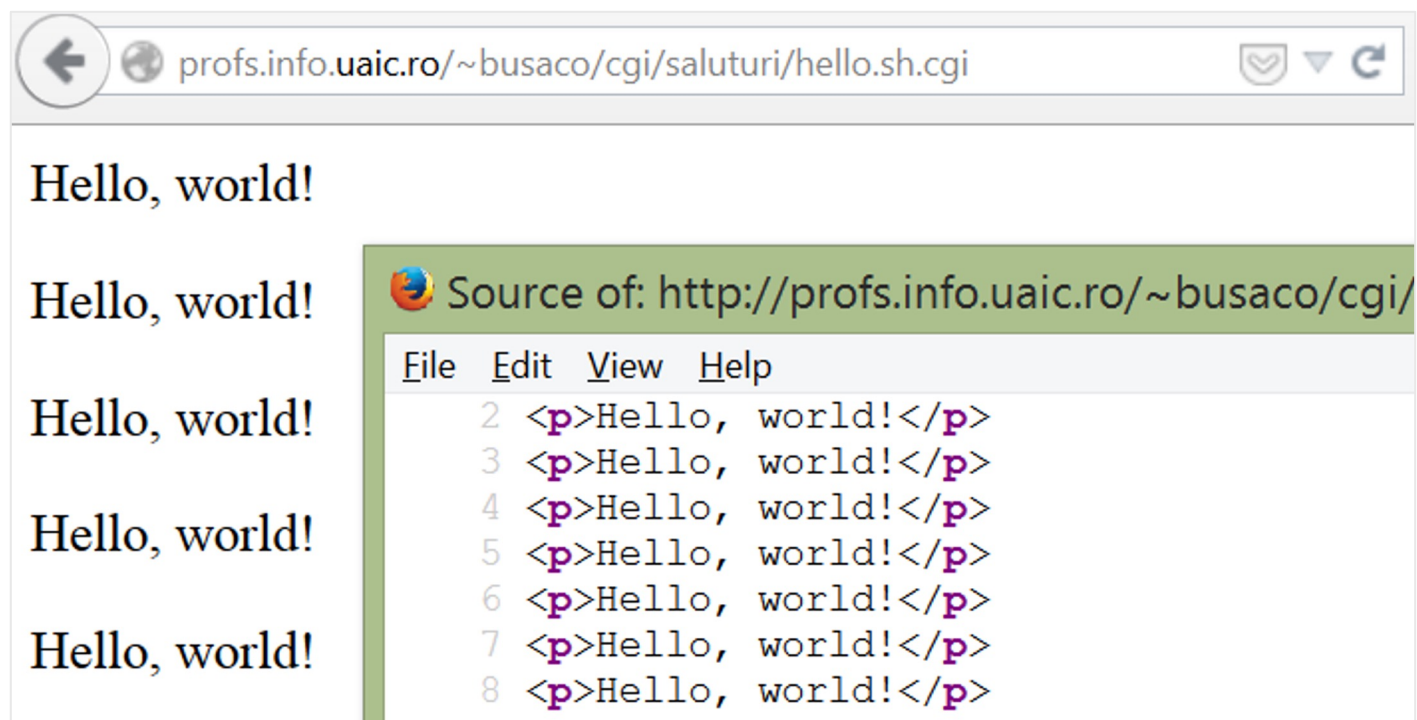 profs.info.uaic.ro/~busaco/cgi/saluturi/hello.sh.cgi
Hello, world!
Hello, world!
Hello, world!
Hello, world!
Hello, world!
Source of: http://profs.info.uaic.ro/~busaco/cgi/
File Edit View Help
2 <p>Hello, world!</p>
3 <p>Hello, world!</p>
4 <p>Hello, world!</p>
5 <p>Hello, world!</p>
6 <p>Hello, world!</p>
7 <p>Hello, world!</p>
8 <p>Hello, world!</p>